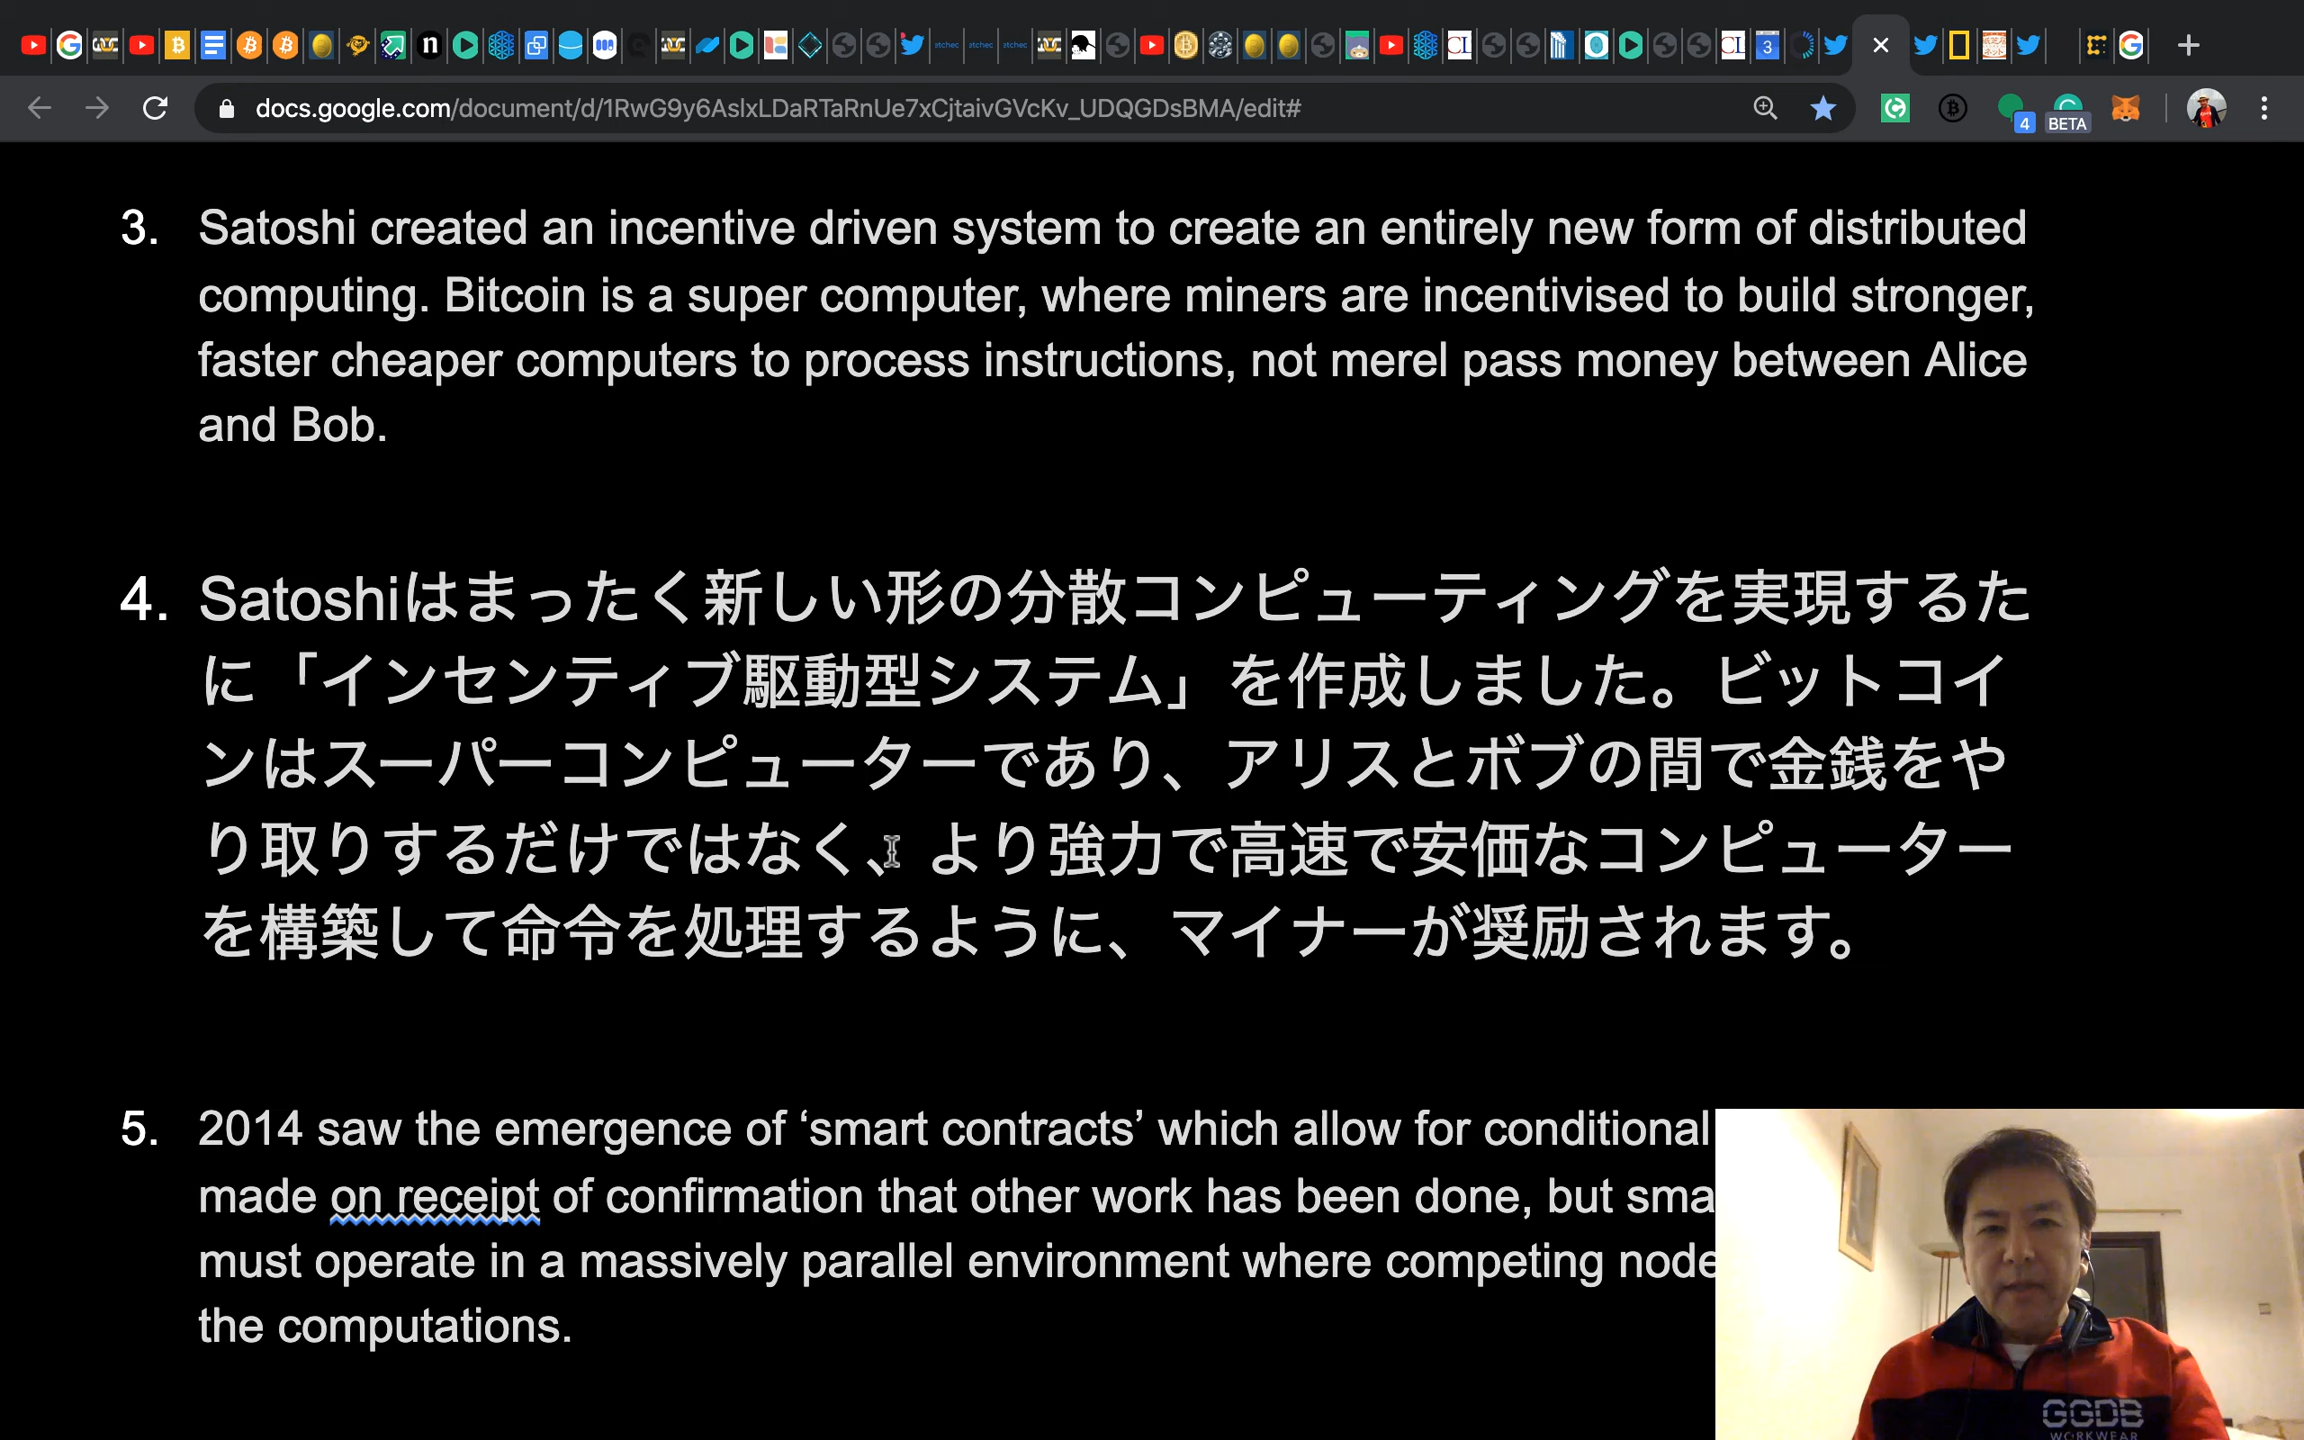 stchec stchec stchec
CL
CL
3
docs.google.com/document/d/1RwG9y6AslxLDaRTaRnUe7xCjtaivGVcKv_UDQGDsBMA/edit#
4
BETA
3. Satoshi created an incentive driven system to create an entirely new form of distributed
computing. Bitcoin is a super computer, where miners are incentivised to build stronger,
faster cheaper computers to process instructions, not merel pass money between Alice
and Bob.
4. Satoshiはまったく新しい形の分散コンピューティングを実現するた
に「インセンティブ駆動型システム」を作成しました。ビットコイ
ンはスーパーコンピューターであり、アリスとボブの間で金銭をや
り取りするだけではなく、より強力で高速で安価なコンピューター
を構築して命令を処理するように、マイナーが奨励されます。
5. 2014 saw the emergence of ‘smart contracts’ which allow for conditional
made on receipt of confirmation that other work has been done, but sma
must operate in a massively parallel environment where competing node
the computations.
GGDB
WORKWEAR